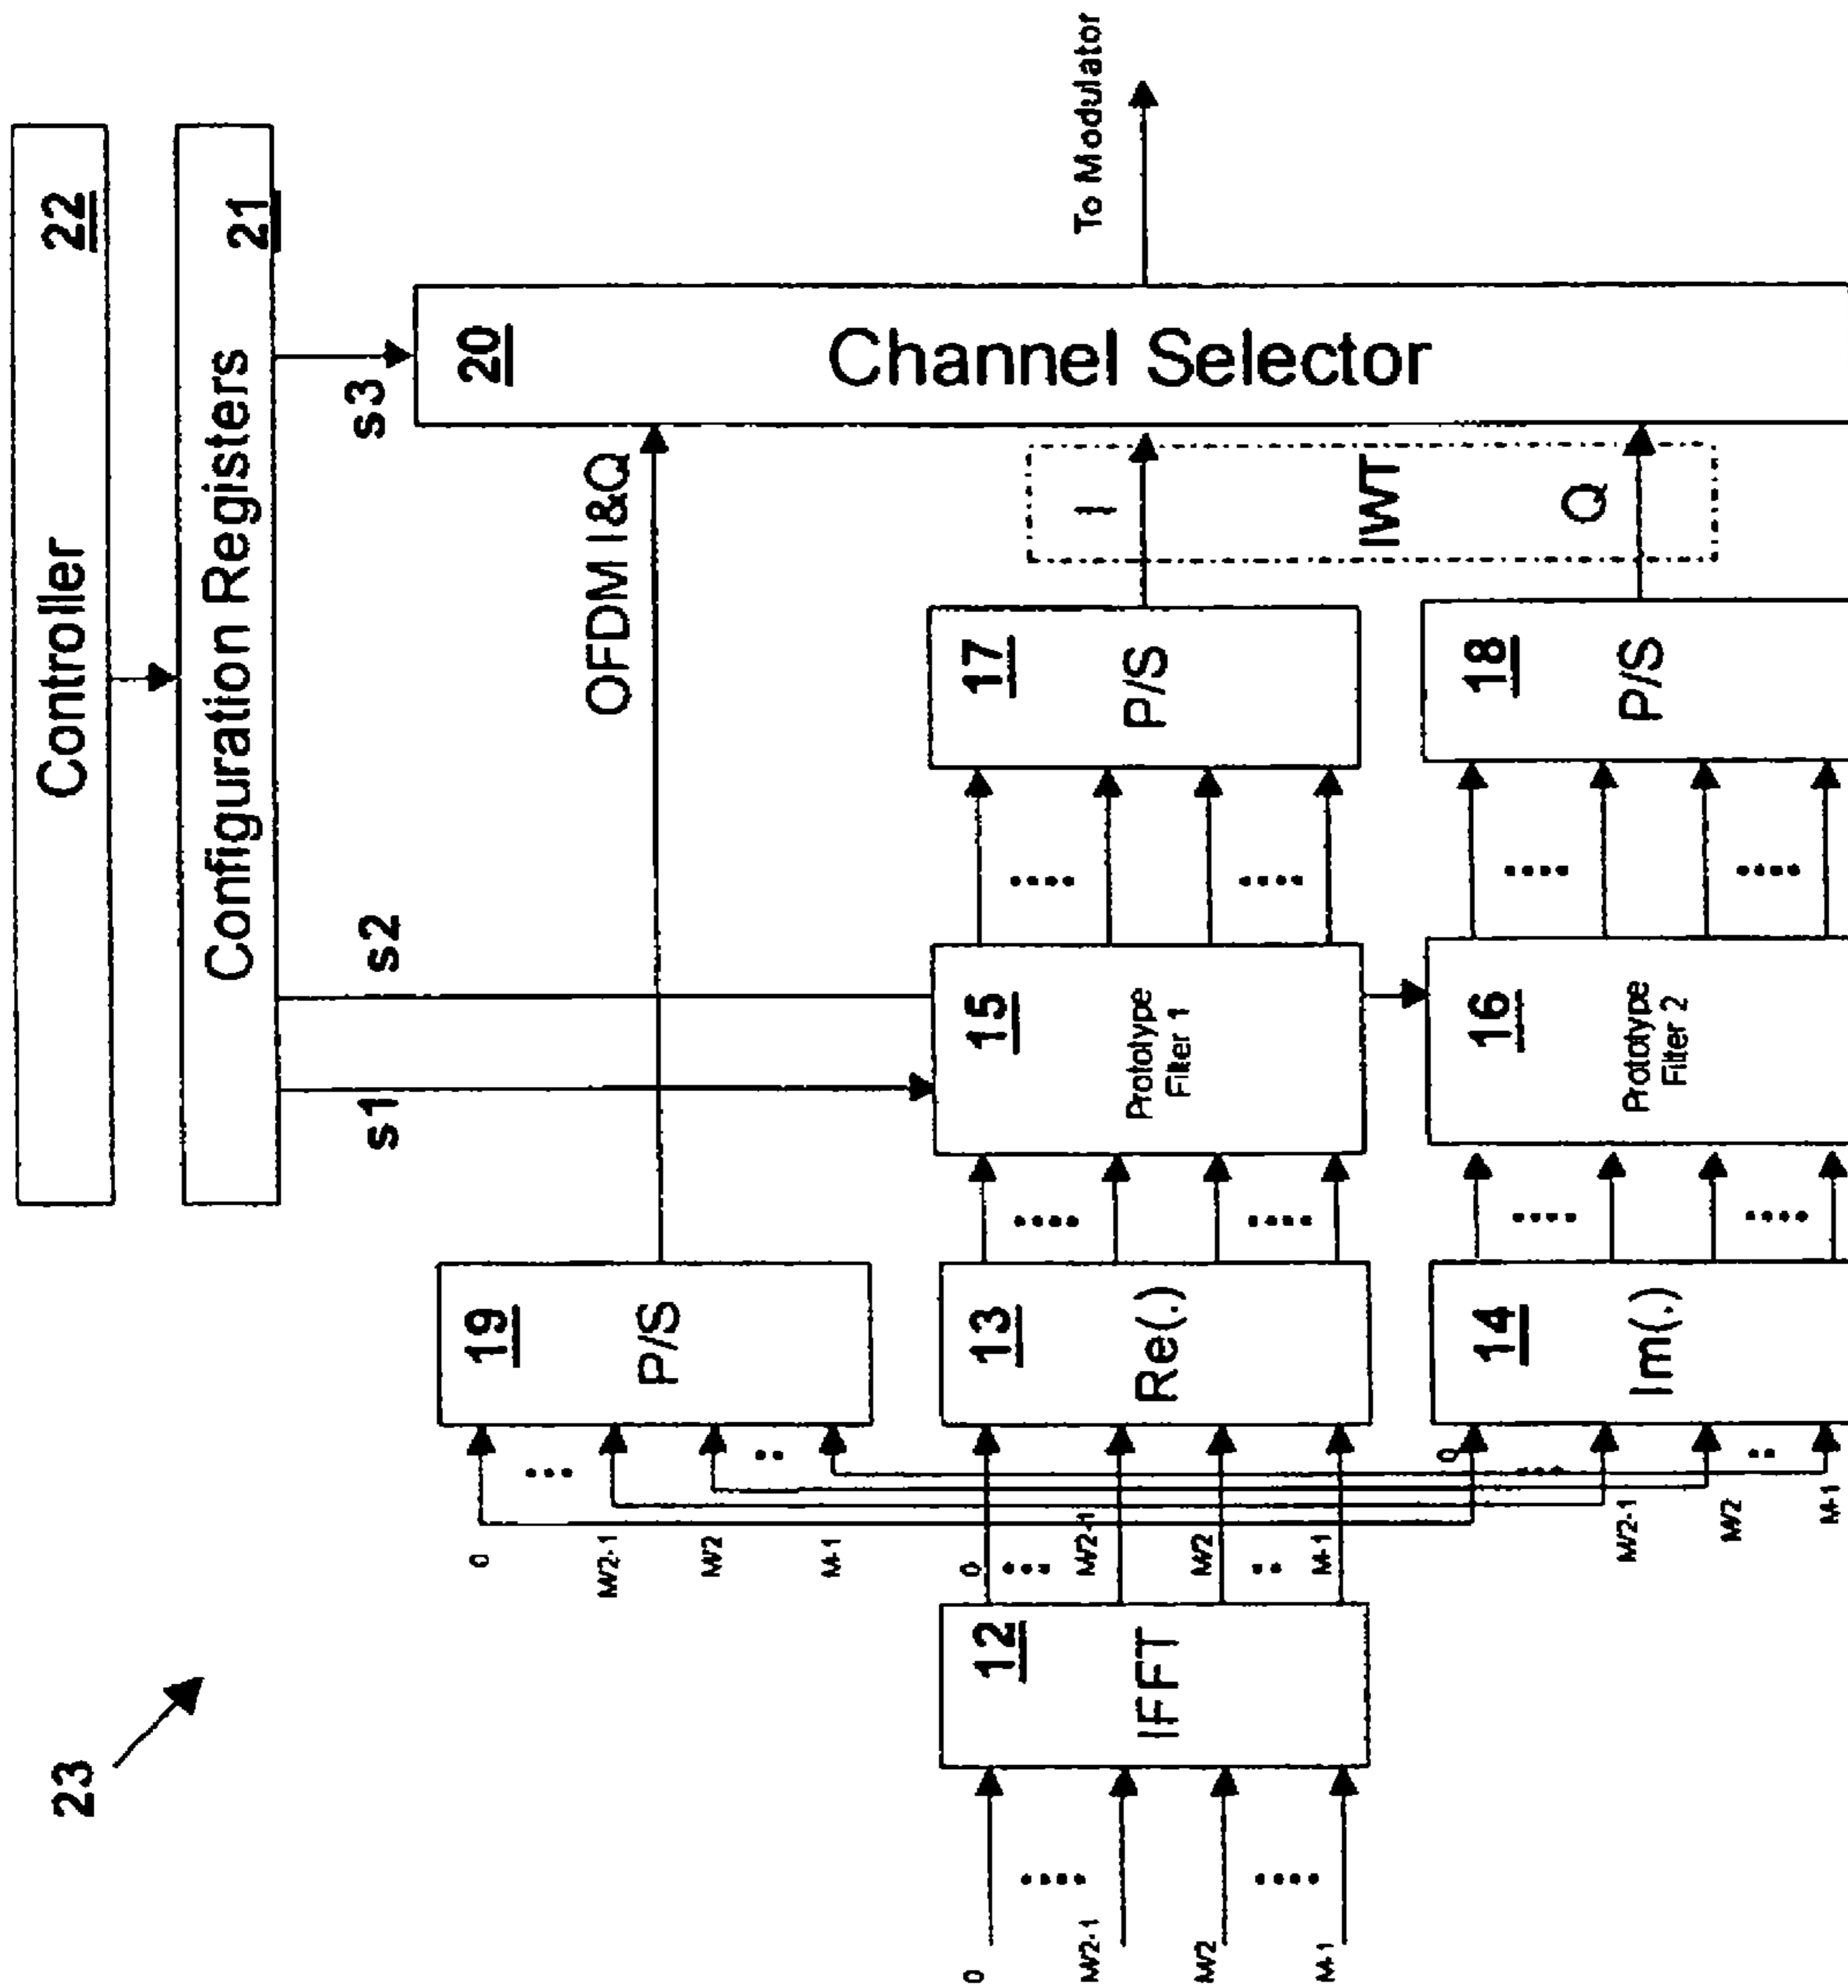 23
Controller
22
Configuration Registers
21
s1
s2
s3
OFDM I&Q
20
Channel Selector
To Modulator
19
P/S
0
M/2-1
M/2
M-1
0
M/2-1
M/2
M-1
12
IFFT
0
M/2-1
M/2
M-1
13
Re(.)
15
Prototype
Filter 1
17
P/S
I
IWT
Q
0
M/2-1
M/2
M-1
14
Im(.)
16
Prototype
Filter 2
18
P/S